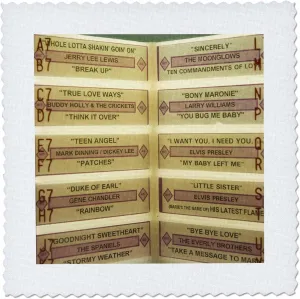 A7
"WHOLE LOTTA SHAKIN' GOIN' ON"
JERRY LEE LEWIS
B7
"BREAK UP"
C7
"TRUE LOVE WAYS"
BUDDY HOLLY & THE CRICKETS
D7
"THINK IT OVER"
E7
"TEEN ANGEL"
MARK DINNING / DICKEY LEE
F7
"PATCHES"
G7
"DUKE OF EARL"
GENE CHANDLER
H7
"RAINBOW"
"GOODNIGHT SWEETHEART"
THE SPANIELS
"STORMY WEATHER"
"SINCERELY"
THE MOONGLOWS
TEN COMMANDMENTS OF LO
M
"BONY MARONIE"
N
LARRY WILLIAMS
"YOU BUG ME BABY"
P
"I WANT YOU, I NEED YOU,
Q
ELVIS PRESLEY
"MY BABY LEFT ME"
R
"LITTLE SISTER"
S
ELVIS PRESLEY
HIS LATEST FLAME
"BYE BYE LOVE"
THE EVERLY BROTHERS
"TAKE A MESSAGE TO MA